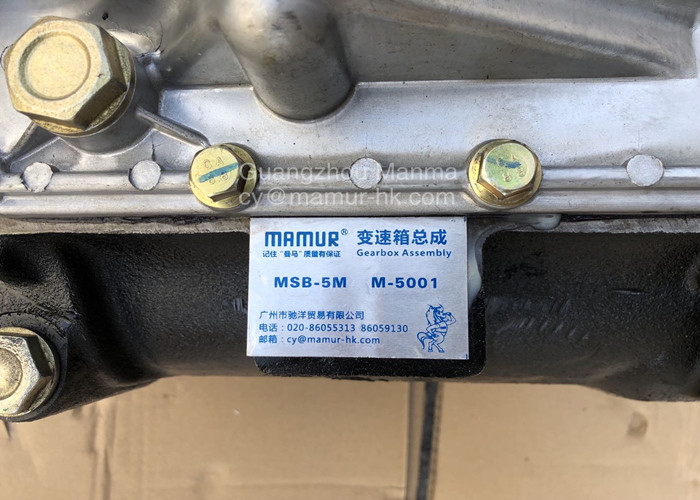 Guangzhou Manma
cy@mamur-hk.com
MAMUR® 变速箱总成
记住"曼马"质量有保证 Gearbox Assembly
MSB-5M M-5001
广州市驰洋贸易有限公司
电话：020-86055313 86059130
邮箱：cy@mamur-hk.com